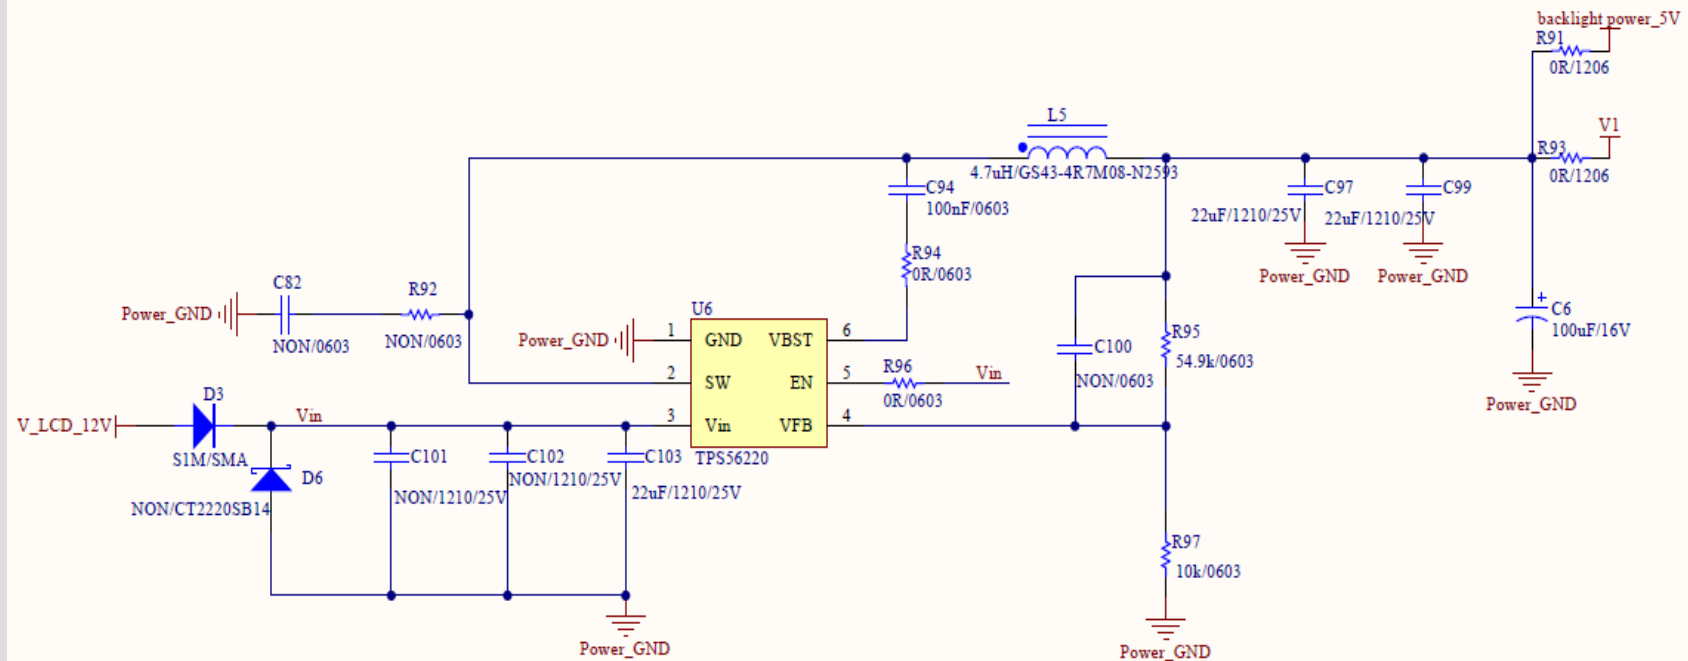 backlight power_5V
R91
0R/1206
L5
V1
R93
0R/1206
4.7uH/GS43-4R7M08-N2593
C94
100nF/0603
C97
22uF/1210/25V
C99
22uF/1210/25V
R94
0R/0603
Power_GND
Power_GND
C82
R92
Power_GND
NON/0603
NON/0603
U6
C6
100uF/16V
Power_GND
1
GND
VBST
6
R95
54.9k/0603
C100
NON/0603
2
SW
EN
5
R96
0R/0603
Vin
D3
Power_GND
V_LCD_12V
Vin
3
Vin
VFB
4
S1M/SMA
TPS56220
C101
C102
C103
D6
NON/1210/25V
NON/1210/25V
22uF/1210/25V
NON/CT2220SB14
R97
10k/0603
Power_GND
Power_GND